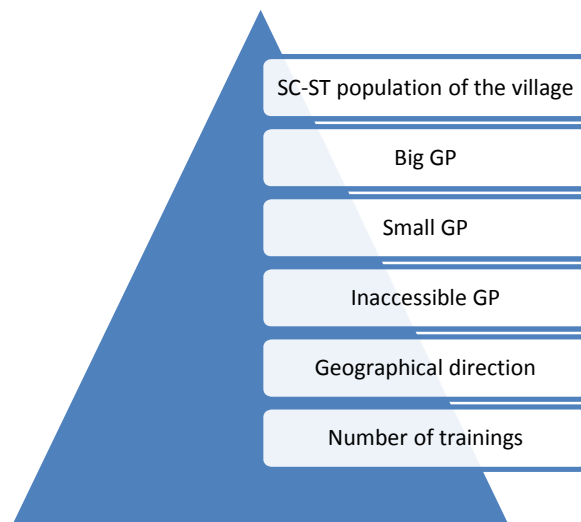 SC-ST population of the village
Big GP
Small GP
Inaccessible GP
Geographical direction
Number of trainings